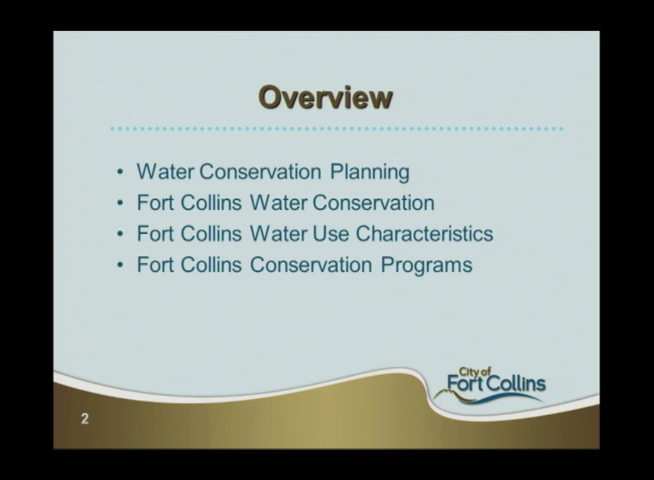 Overview
• Water Conservation Planning
• Fort Collins Water Conservation
• Fort Collins Water Use Characteristics
• Fort Collins Conservation Programs
City of
Fort Collins
2